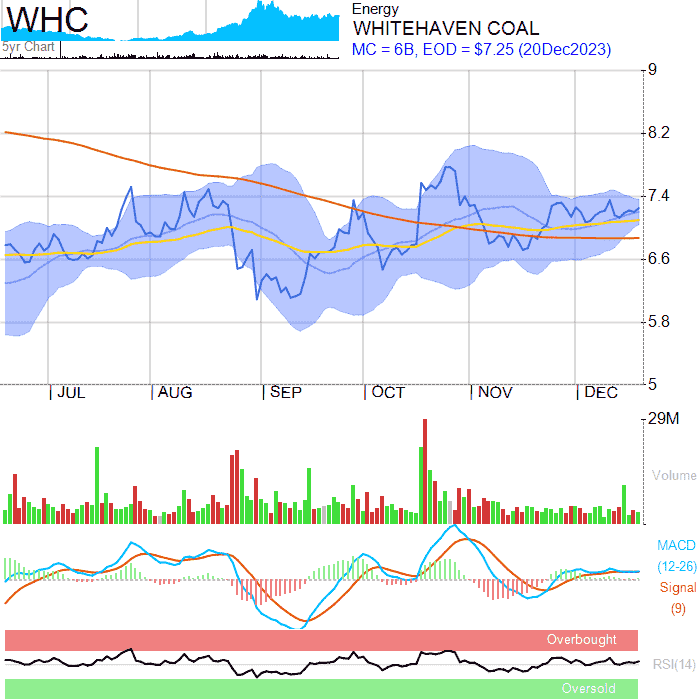 WHC
5yr Chart
Energy
WHITEHAVEN COAL
MC = 6B, EOD = $7.25 (20Dec2023)
9
8.2
7.4
6.6
5.8
5
JUL AUG SEP OCT NOV DEC
29M
Volume
MACD
(12-26)
Signal
(9)
Overbought
RSI(14)
Oversold